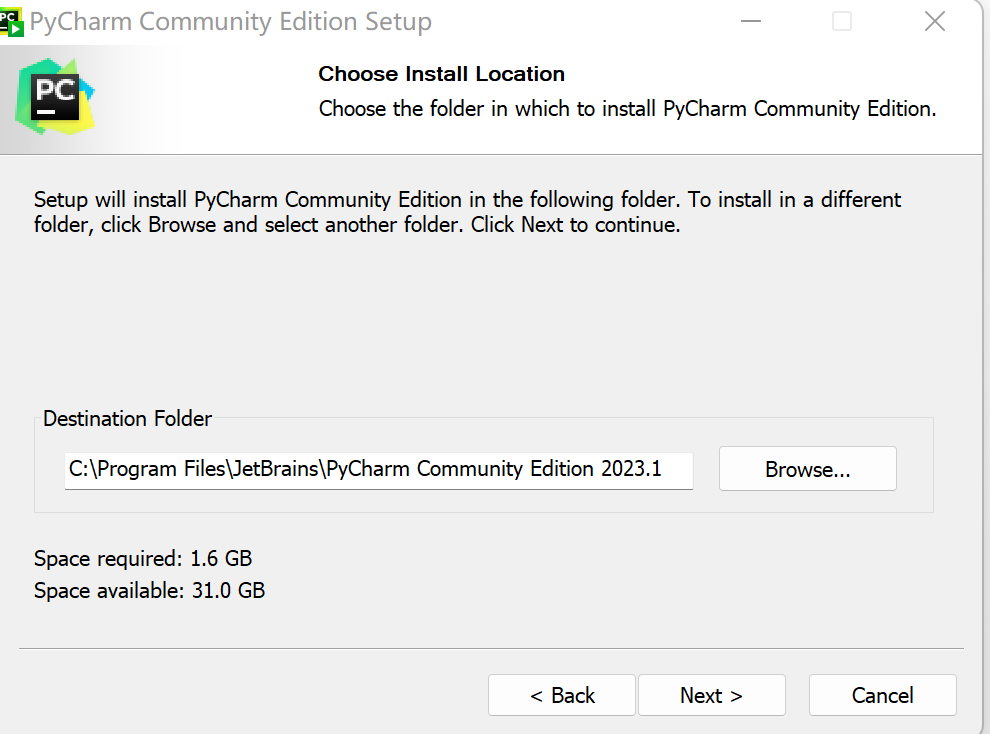 PC PyCharm Community Edition Setup
PC
Choose Install Location
Choose the folder in which to install PyCharm Community Edition.
Setup will install PyCharm Community Edition in the following folder. To install in a different
folder, click Browse and select another folder. Click Next to continue.
Destination Folder
C:\Program Files\JetBrains\PyCharm Community Edition 2023.1
Browse...
Space required: 1.6 GB
Space available: 31.0 GB
< Back
Next >
Cancel